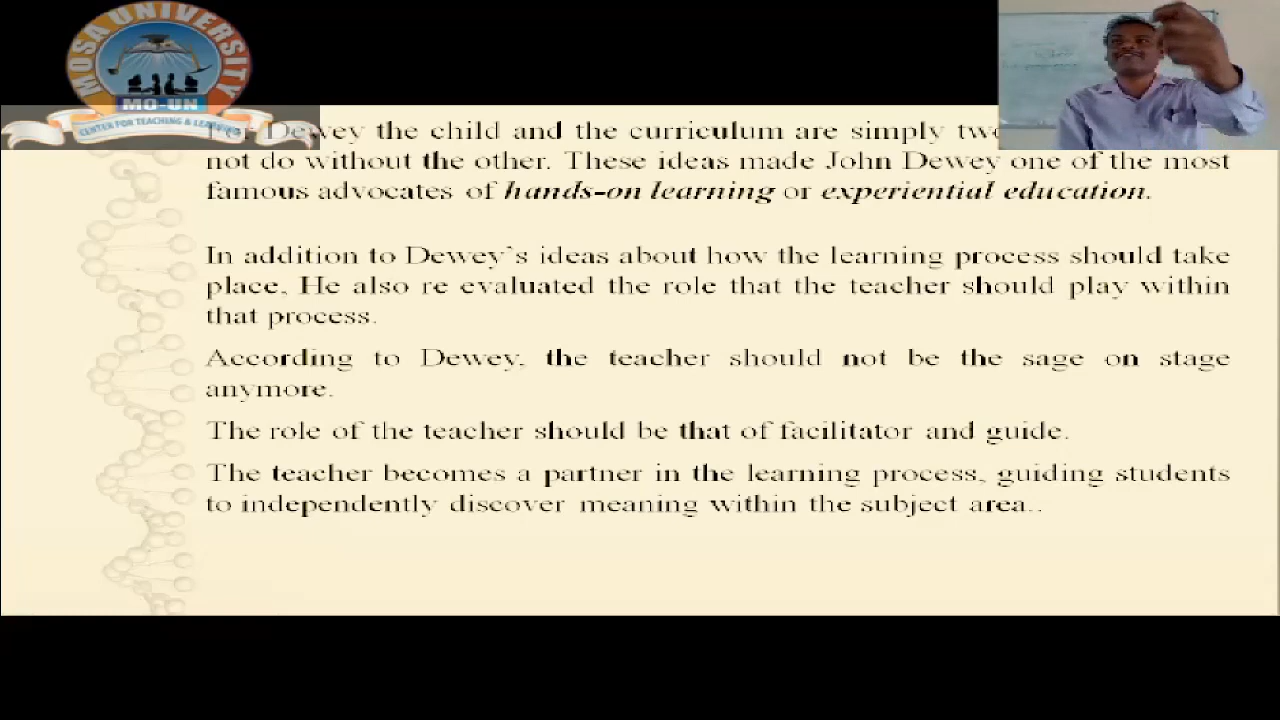 MOSA UNIVERSITY
MO-UN
CENTER FOR TEACHING & LEARNING
Dewey the child and the curriculum are simply two
not do without the other. These ideas made John Dewey one of the most
famous advocates of hands-on learning or experiential education.
In addition to Dewey's ideas about how the learning process should take
place, He also re evaluated the role that the teacher should play within
that process.
According to Dewey, the teacher should not be the sage on stage
anymore.
The role of the teacher should be that of facilitator and guide.
The teacher becomes a partner in the learning process, guiding students
to independently discover meaning within the subject area..